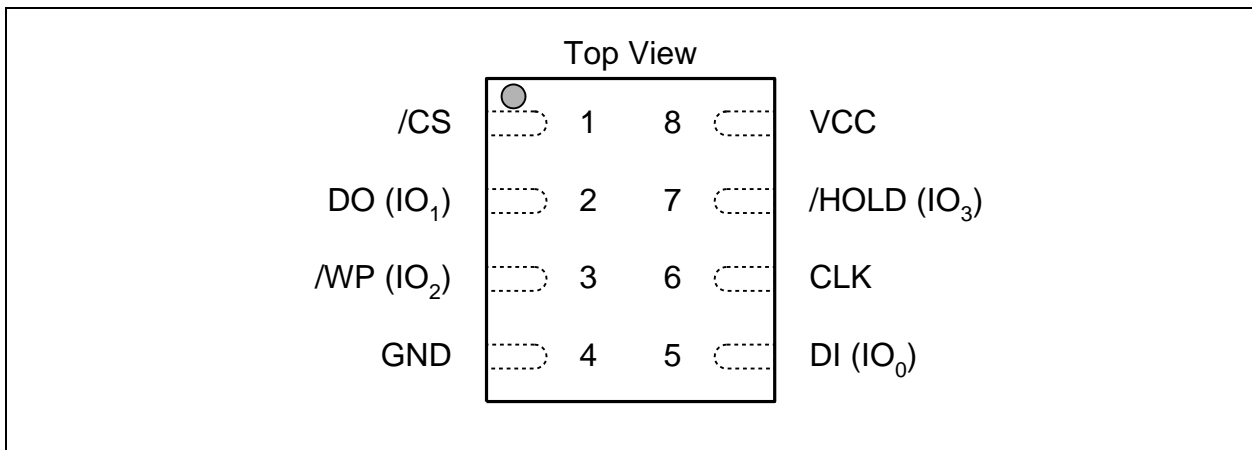 Top View
/CS 1 8 VCC
DO (IO₁) 2 7 /HOLD (IO₃)
/WP (IO₂) 3 6 CLK
GND 4 5 DI (IO₀)